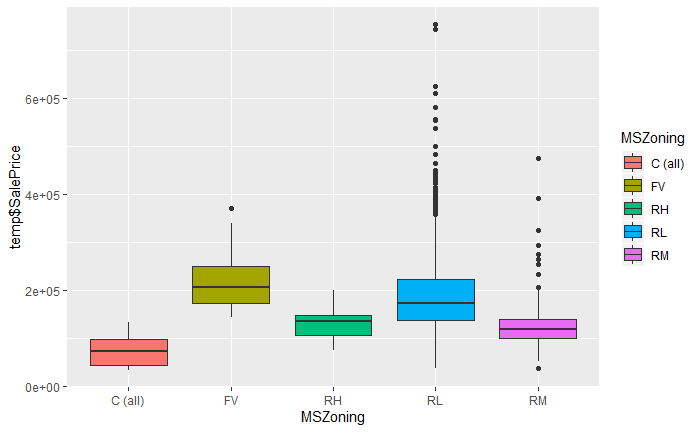 temp$SalePrice
6e+05
4e+05
2e+05
0e+00
C (all) FV RH RL RM
MSZoning
MSZoning
C (all)
FV
RH
RL
RM